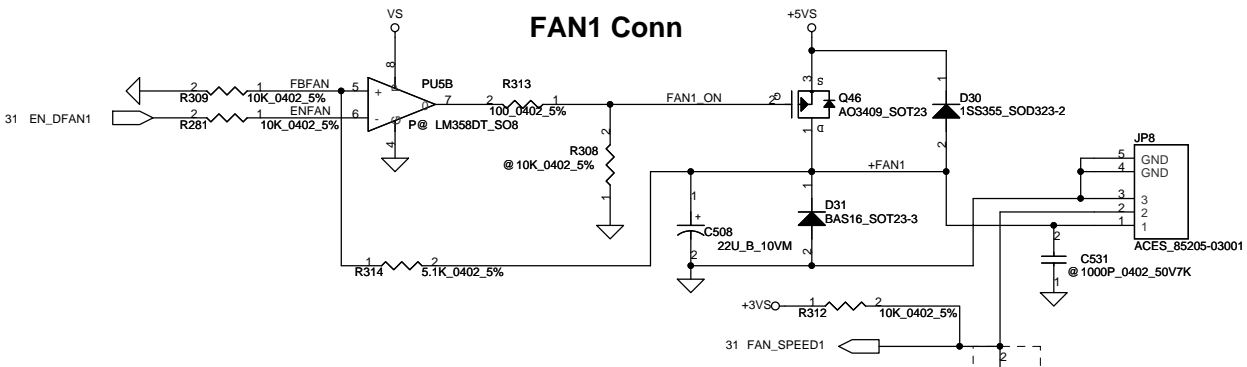 FAN1 Conn
VS
+5VS
8
PU5B
R313
3
S
1
2
1
FBFAN
5
+
P
R309
10K_0402_5%
0
7
2
1
FAN1_ON
2
G
Q46
D30
AO3409_SOT23
1SS355_SOD323-2
100_0402_5%
31 EN_DFAN1
2
1
ENFAN
6
-
G
R281
10K_0402_5%
P@ LM358DT_SO8
4
D
1
2
JP8
2
R308
@10K_0402_5%
1
+FAN1
5
GND
4
GND
3
3
2
2
1
1
1
+
C508
22U_B_10VM
2
1
D31
BAS16_SOT23-3
2
ACES_85205-03001
2
C531
@1000P_0402_50V7K
1
1
2
R314
5.1K_0402_5%
+3VS
1
2
R312
10K_0402_5%
31 FAN_SPEED1
2